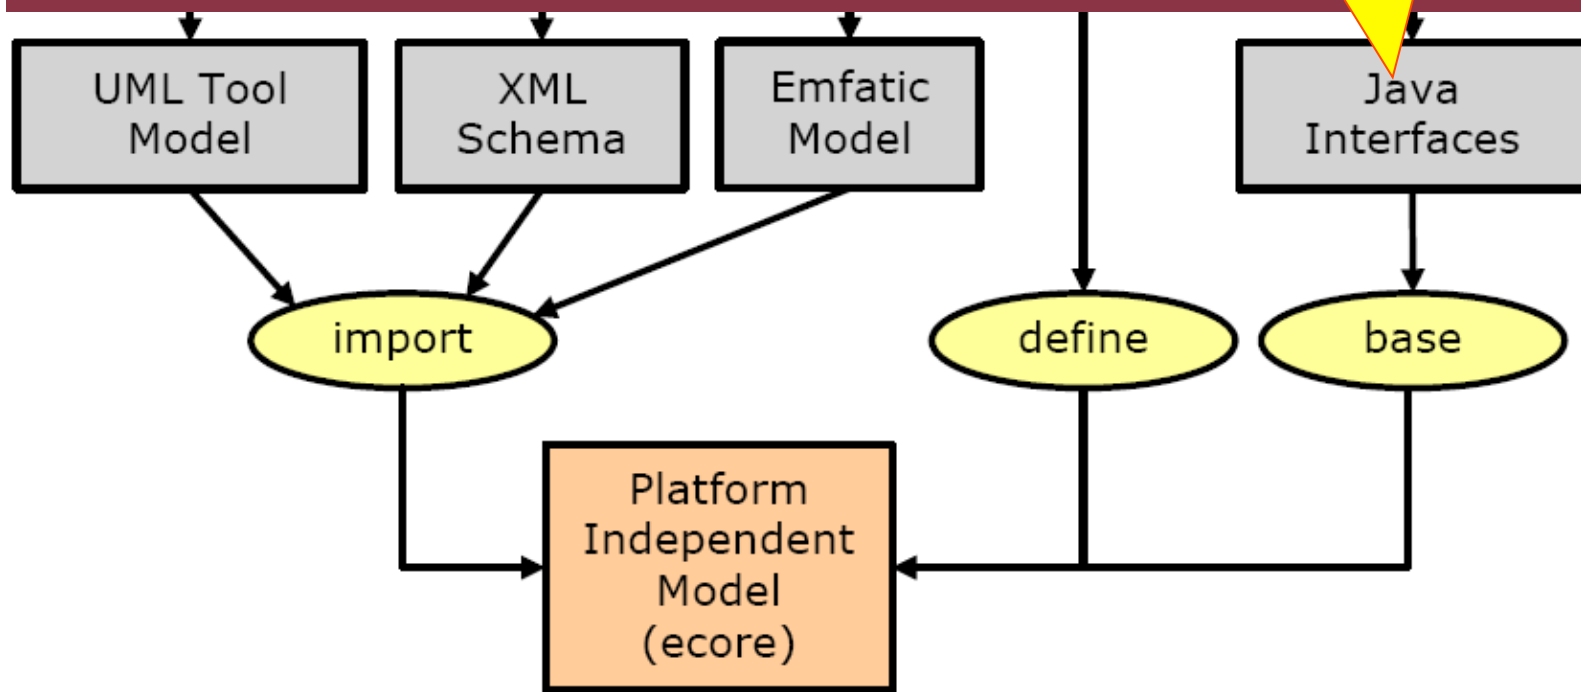 UML Tool
Model
XML
Schema
Emfatic
Model
Java
Interfaces
import
define
base
Platform
Independent
Model
(ecore)